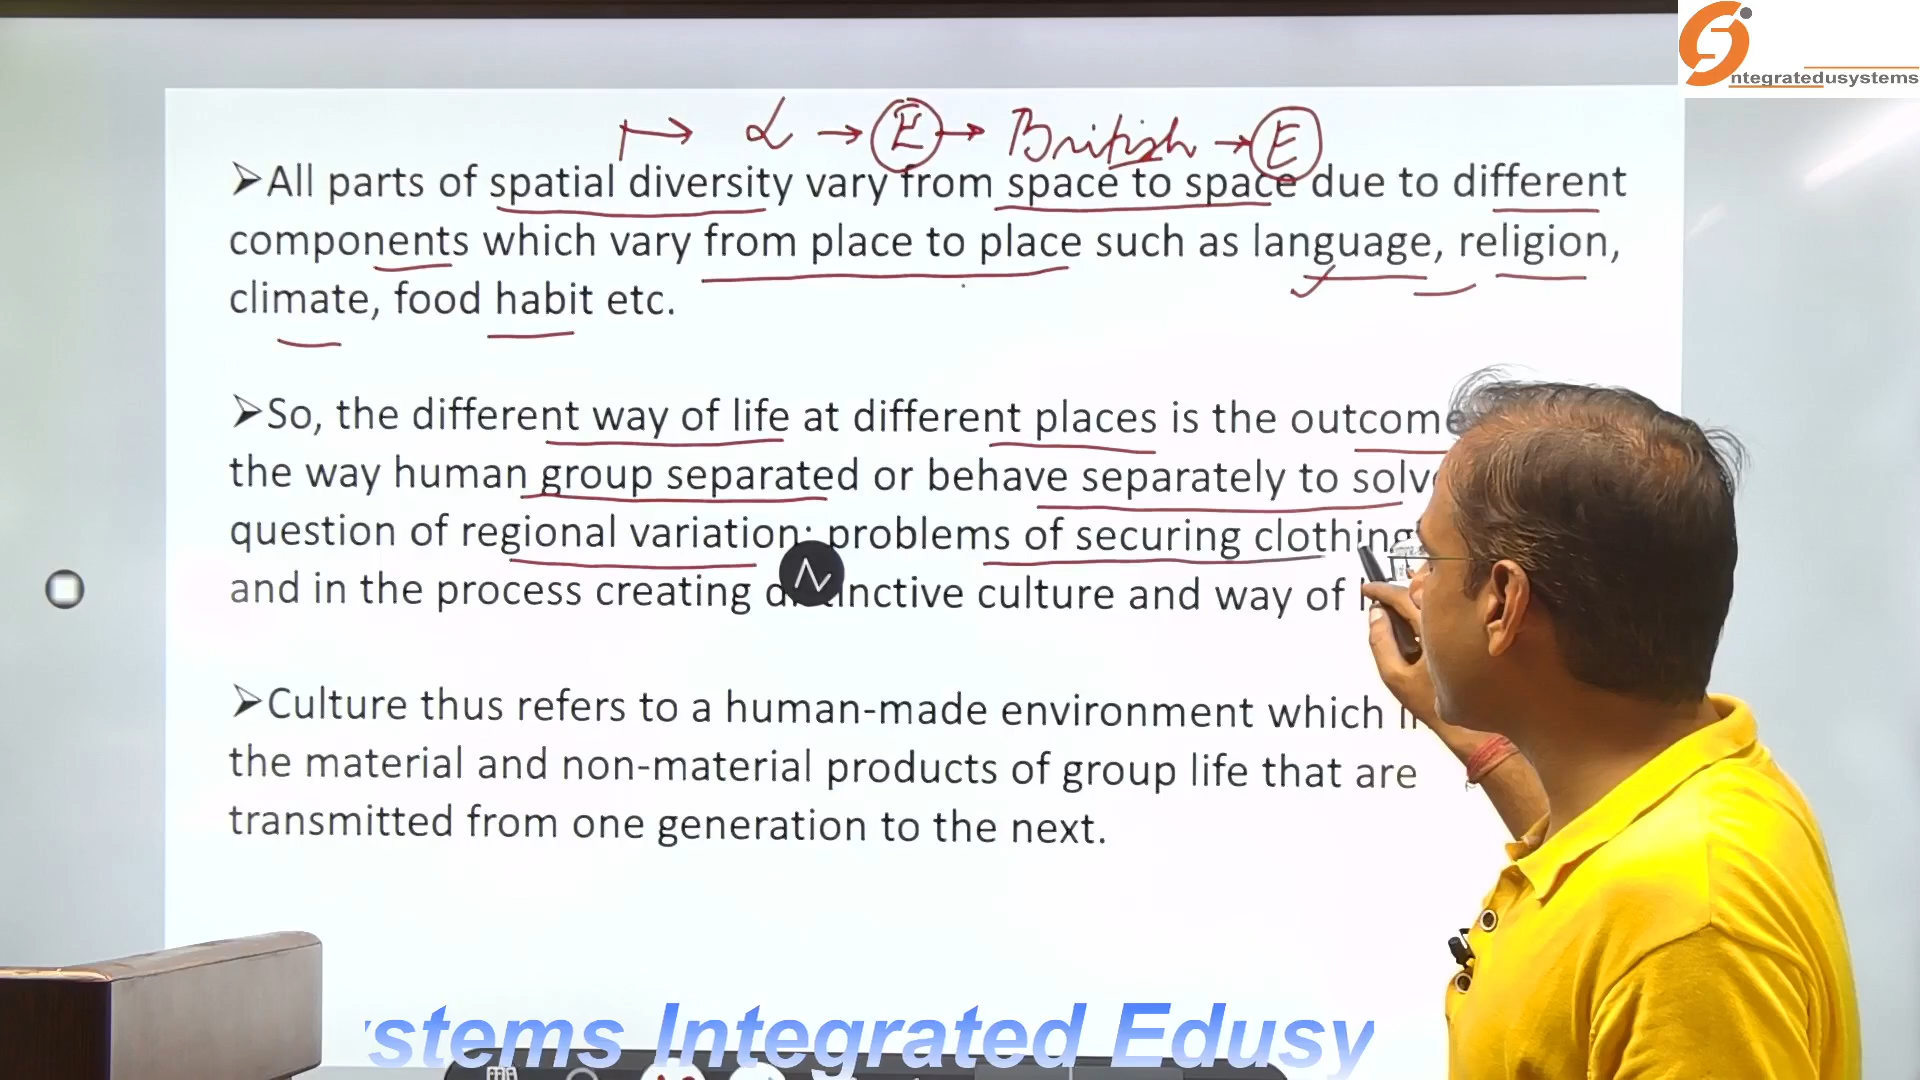 ntegratedusystems
L → E → British → E
➤All parts of spatial diversity vary from space to space due to different
components which vary from place to place such as language, religion,
climate, food habit etc.
➤So, the different way of life at different places is the outcome
the way human group separated or behave separately to solve
question of regional variation; problems of securing clothing
and in the process creating distinctive culture and way of
➤Culture thus refers to a human-made environment which
the material and non-material products of group life that are
transmitted from one generation to the next.
stems Integrated Edusy